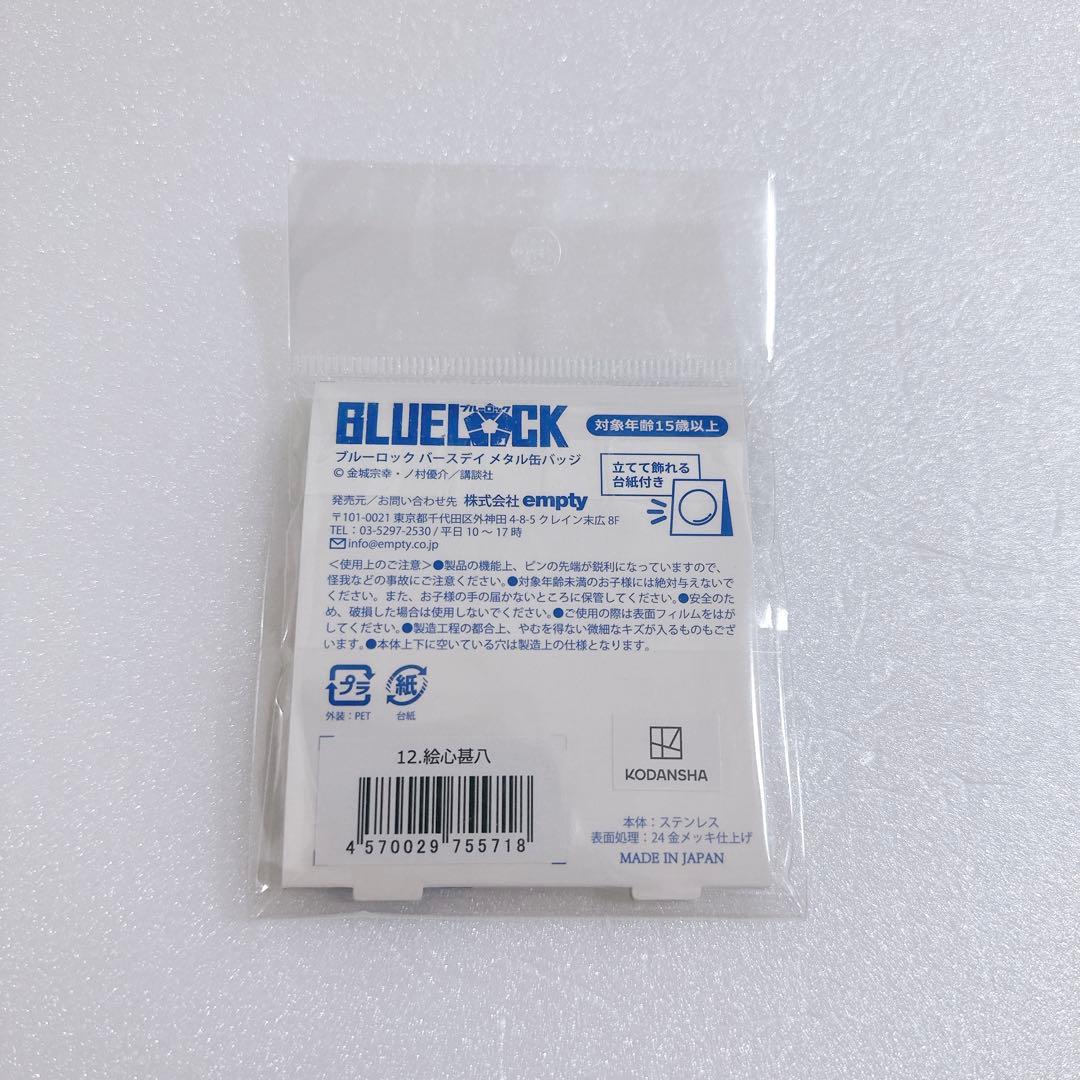 BLUELOCK
ブルーロック
対象年齢15歳以上
ブルーロック バースデイ メタル缶バッジ
© 金城宗幸・ノ村優介／講談社
立てて飾れる
台紙付き
発売元／お問い合わせ先 株式会社 empty
〒101-0021 東京都千代田区外神田 4-8-5 クレイン末広 8F
TEL : 03-5297-2530 / 平日 10 〜 17 時
info@empty.co.jp
＜使用上のご注意＞●製品の機能上、ピンの先端が鋭利になっていますので、
怪我などの事故にご注意ください。●対象年齢未満のお子様には絶対与えないで
ください。また、お子様の手の届かないところに保管してください。●安全のた
め、破損した場合は使用しないでください。●ご使用の際は表面フィルムをはが
してください。●製造工程の都合上、やむを得ない微細なキズが入るものもござ
います。●本体上下に空いている穴は製造上の仕様となります。
プラ
紙
外装：PET
台紙
12.絵心甚八
4 570029 755718
KODANSHA
本体：ステンレス
表面処理：24 金メッキ仕上げ
MADE IN JAPAN